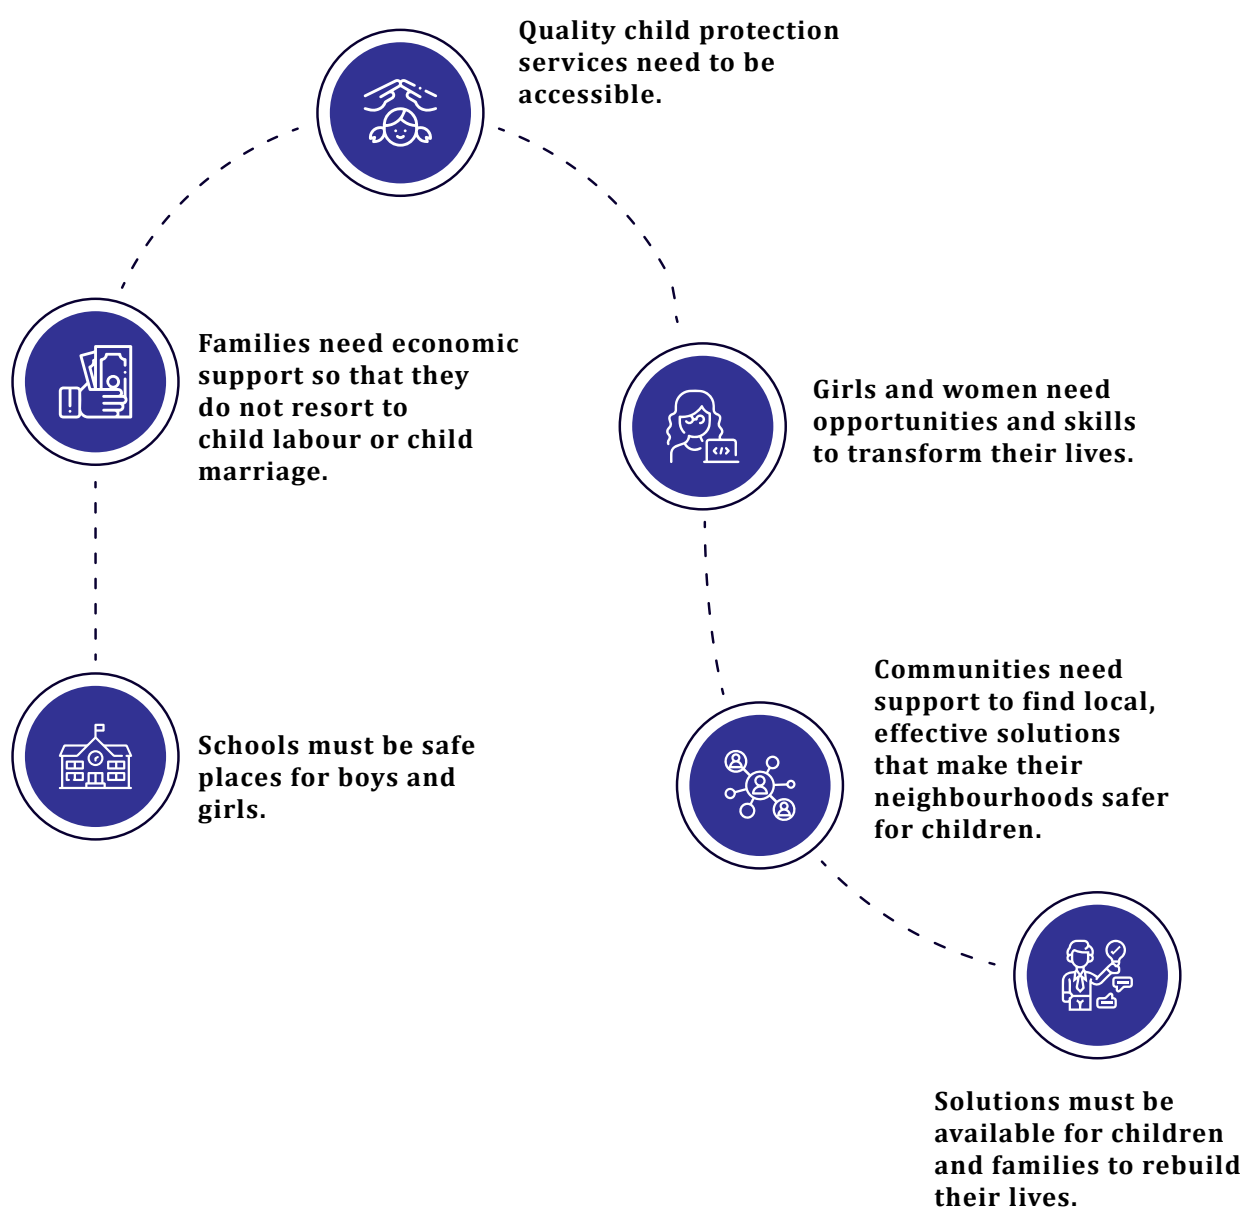 Quality child protection
services need to be
accessible.
Families need economic
support so that they
do not resort to
child labour or child
marriage.
Girls and women need
opportunities and skills
to transform their lives.
Schools must be safe
places for boys and
girls.
Communities need
support to find local,
effective solutions
that make their
neighbourhoods safer
for children.
Solutions must be
available for children
and families to rebuild
their lives.